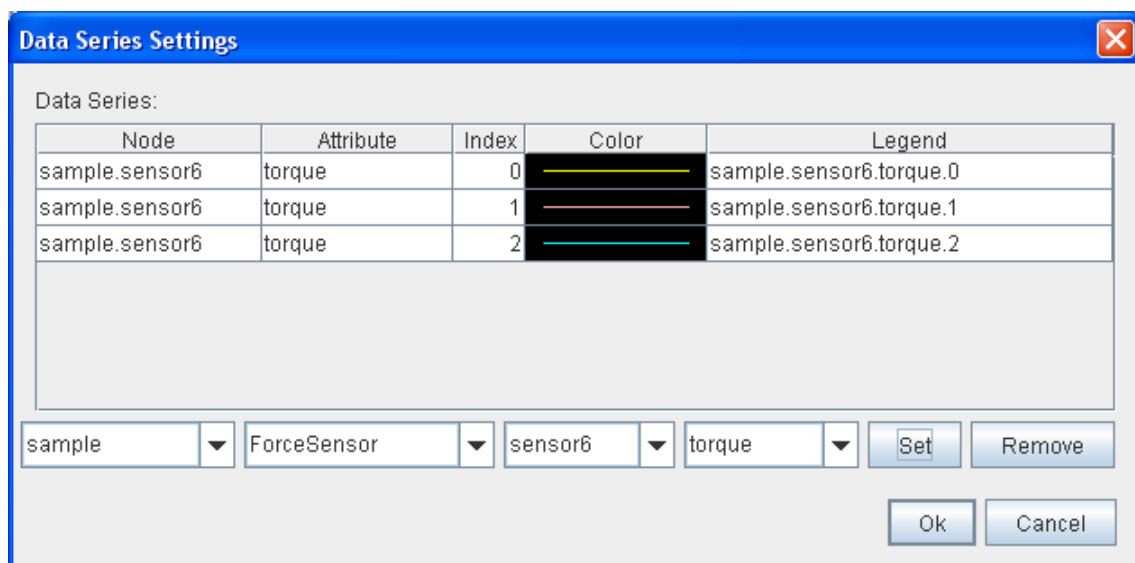 Data Series Settings
Data Series:
Node Attribute Index Color Legend
sample.sensor6 torque 0 sample.sensor6.torque.0
sample.sensor6 torque 1 sample.sensor6.torque.1
sample.sensor6 torque 2 sample.sensor6.torque.2
sample ForceSensor sensor6 torque Set Remove
Ok Cancel